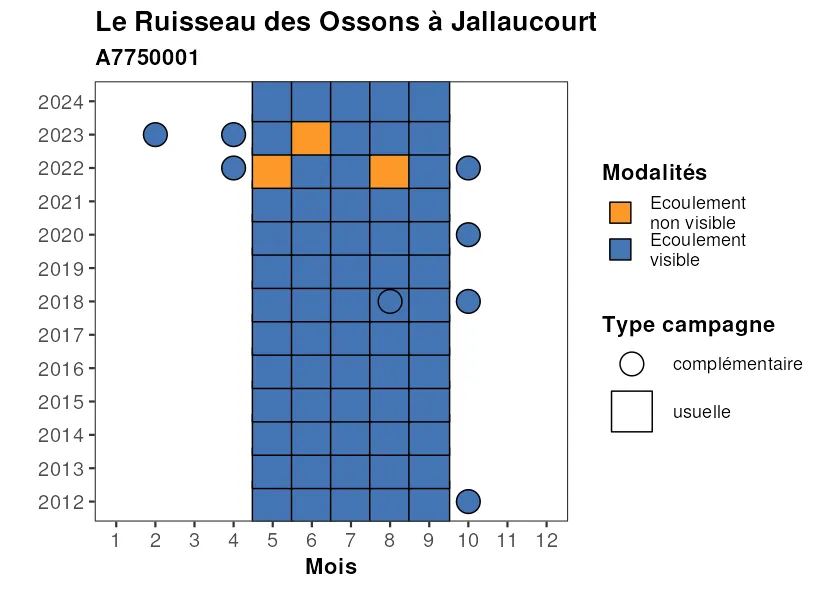 Le Ruisseau des Ossons à Jallaucourt
A7750001
2024
2023
2022
2021
2020
2019
2018
2017
2016
2015
2014
2013
2012
1 2 3 4 5 6 7 8 9 10 11 12
Mois
Modalités
Ecoulement
non visible
Ecoulement
visible
Type campagne
complémentaire
usuelle